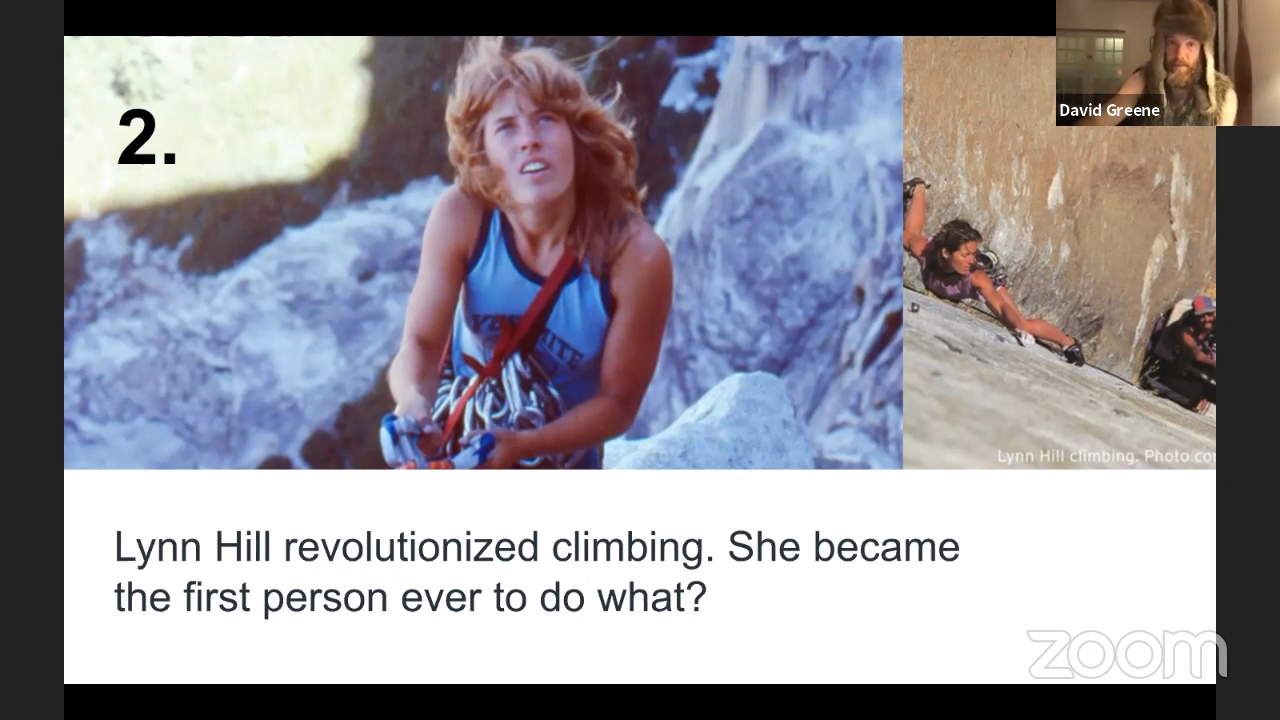 2.
David Greene
YOSEMITE
Lynn Hill climbing. Photo
Lynn Hill revolutionized climbing. She became
the first person ever to do what?
zoom